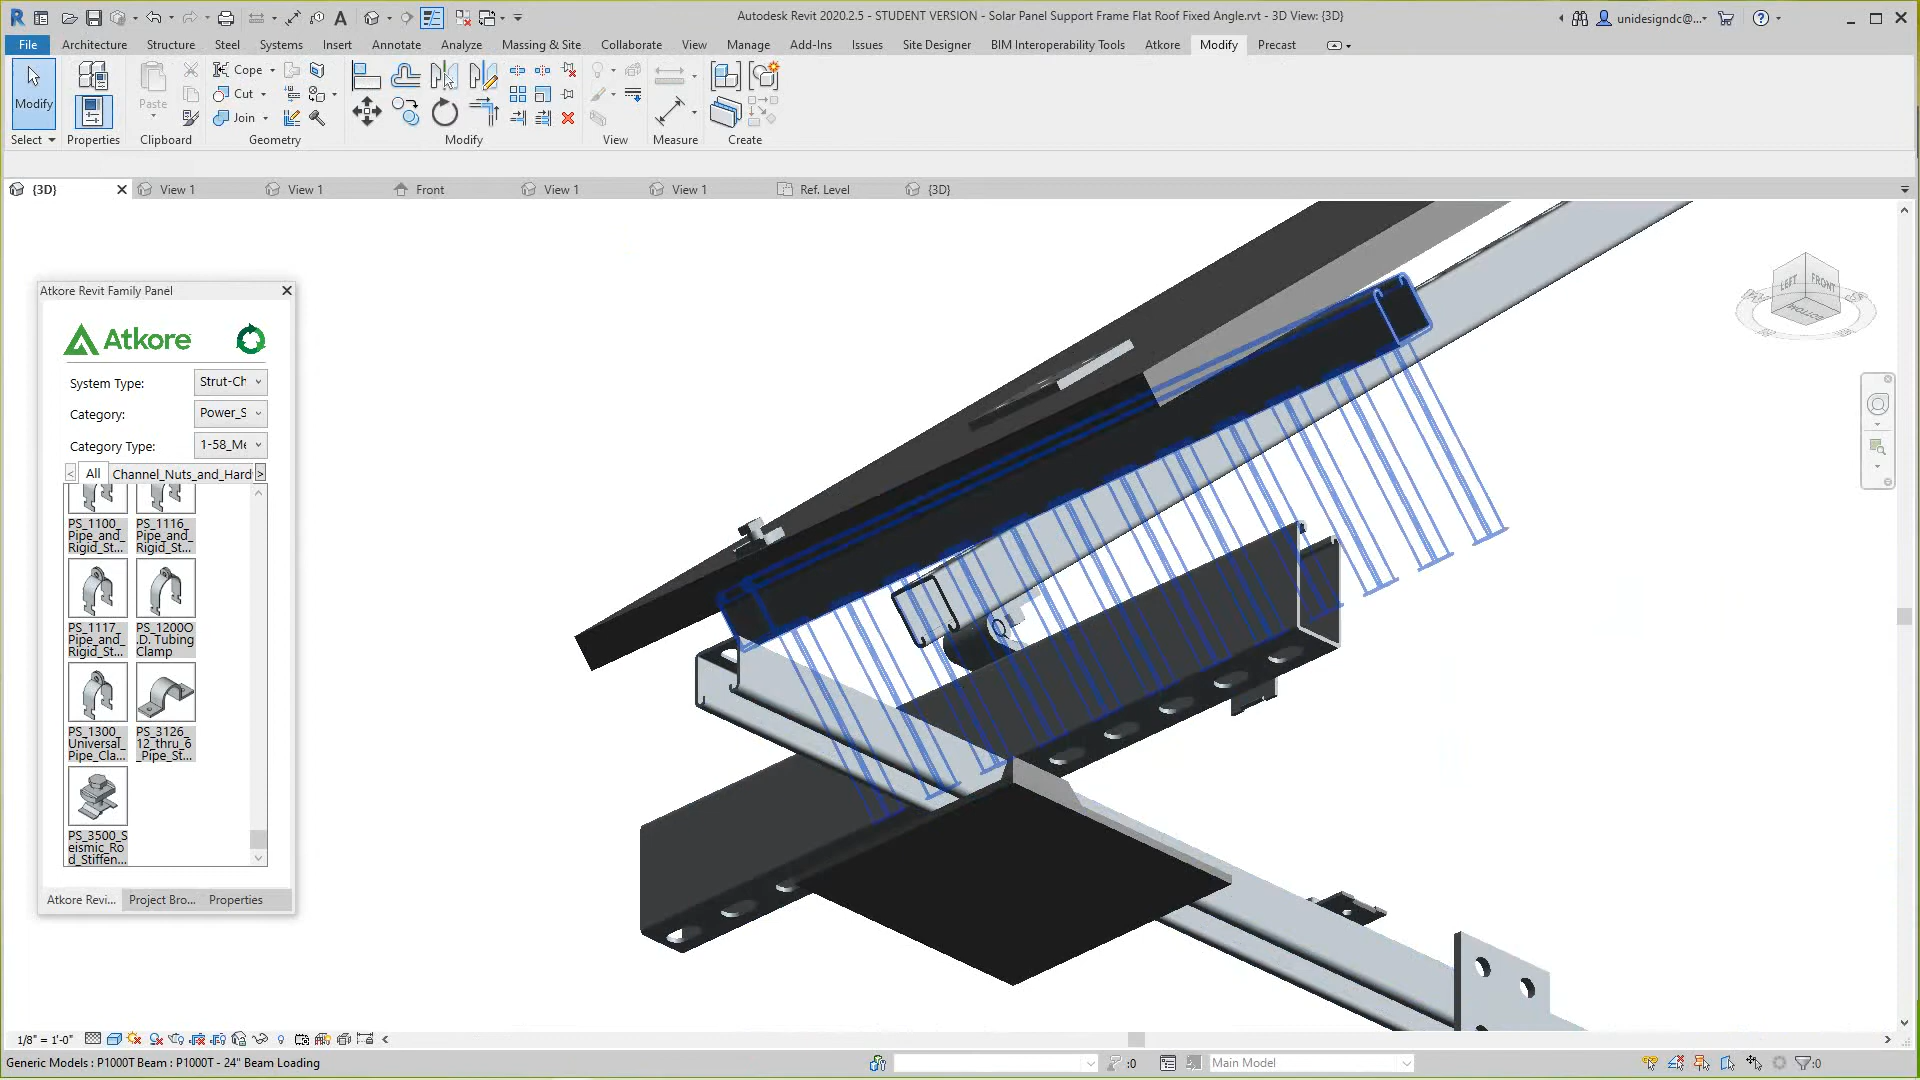 Autodesk Revit 2020.2.5 - STUDENT VERSION - Solar Panel Support Frame Flat Roof Fixed Angle.rvt - 3D View: {3D}
unidesigndc@...
File Architecture Structure Steel Systems Insert Annotate Analyze Massing & Site Collaborate View Manage Add-Ins Issues Site Designer BIM Interoperability Tools Atkore Modify Precast
Modify
Paste
Cope
Cut
Join
Select Properties Clipboard Geometry Modify View Measure Create
{3D} View 1 View 1 Front View 1 View 1 Ref. Level {3D}
Atkore Revit Family Panel
Atkore
System Type: Strut-Ch
Category: Power_S
Category Type: 1-58_Me
< All Channel_Nuts_and_Hard >
PS_1100_ PS_1116_
Pipe_and_ Pipe_and_
Rigid_St... Rigid_St...
PS_1117_ PS_1200O
Pipe_and_ .D. Tubing
Rigid_St... Clamp
PS_1300_ PS_3126_
Universal_ 12_thru_6
Pipe_Cla... _Pipe_St...
PS_3500_S
eismic_Ro
d_Stiffen...
Atkore Revi... Project Bro... Properties
LEFT FRONT
BOTTOM
1/8" = 1'-0"
Generic Models : P1000T Beam : P1000T - 24" Beam Loading
:0
Main Model
:0